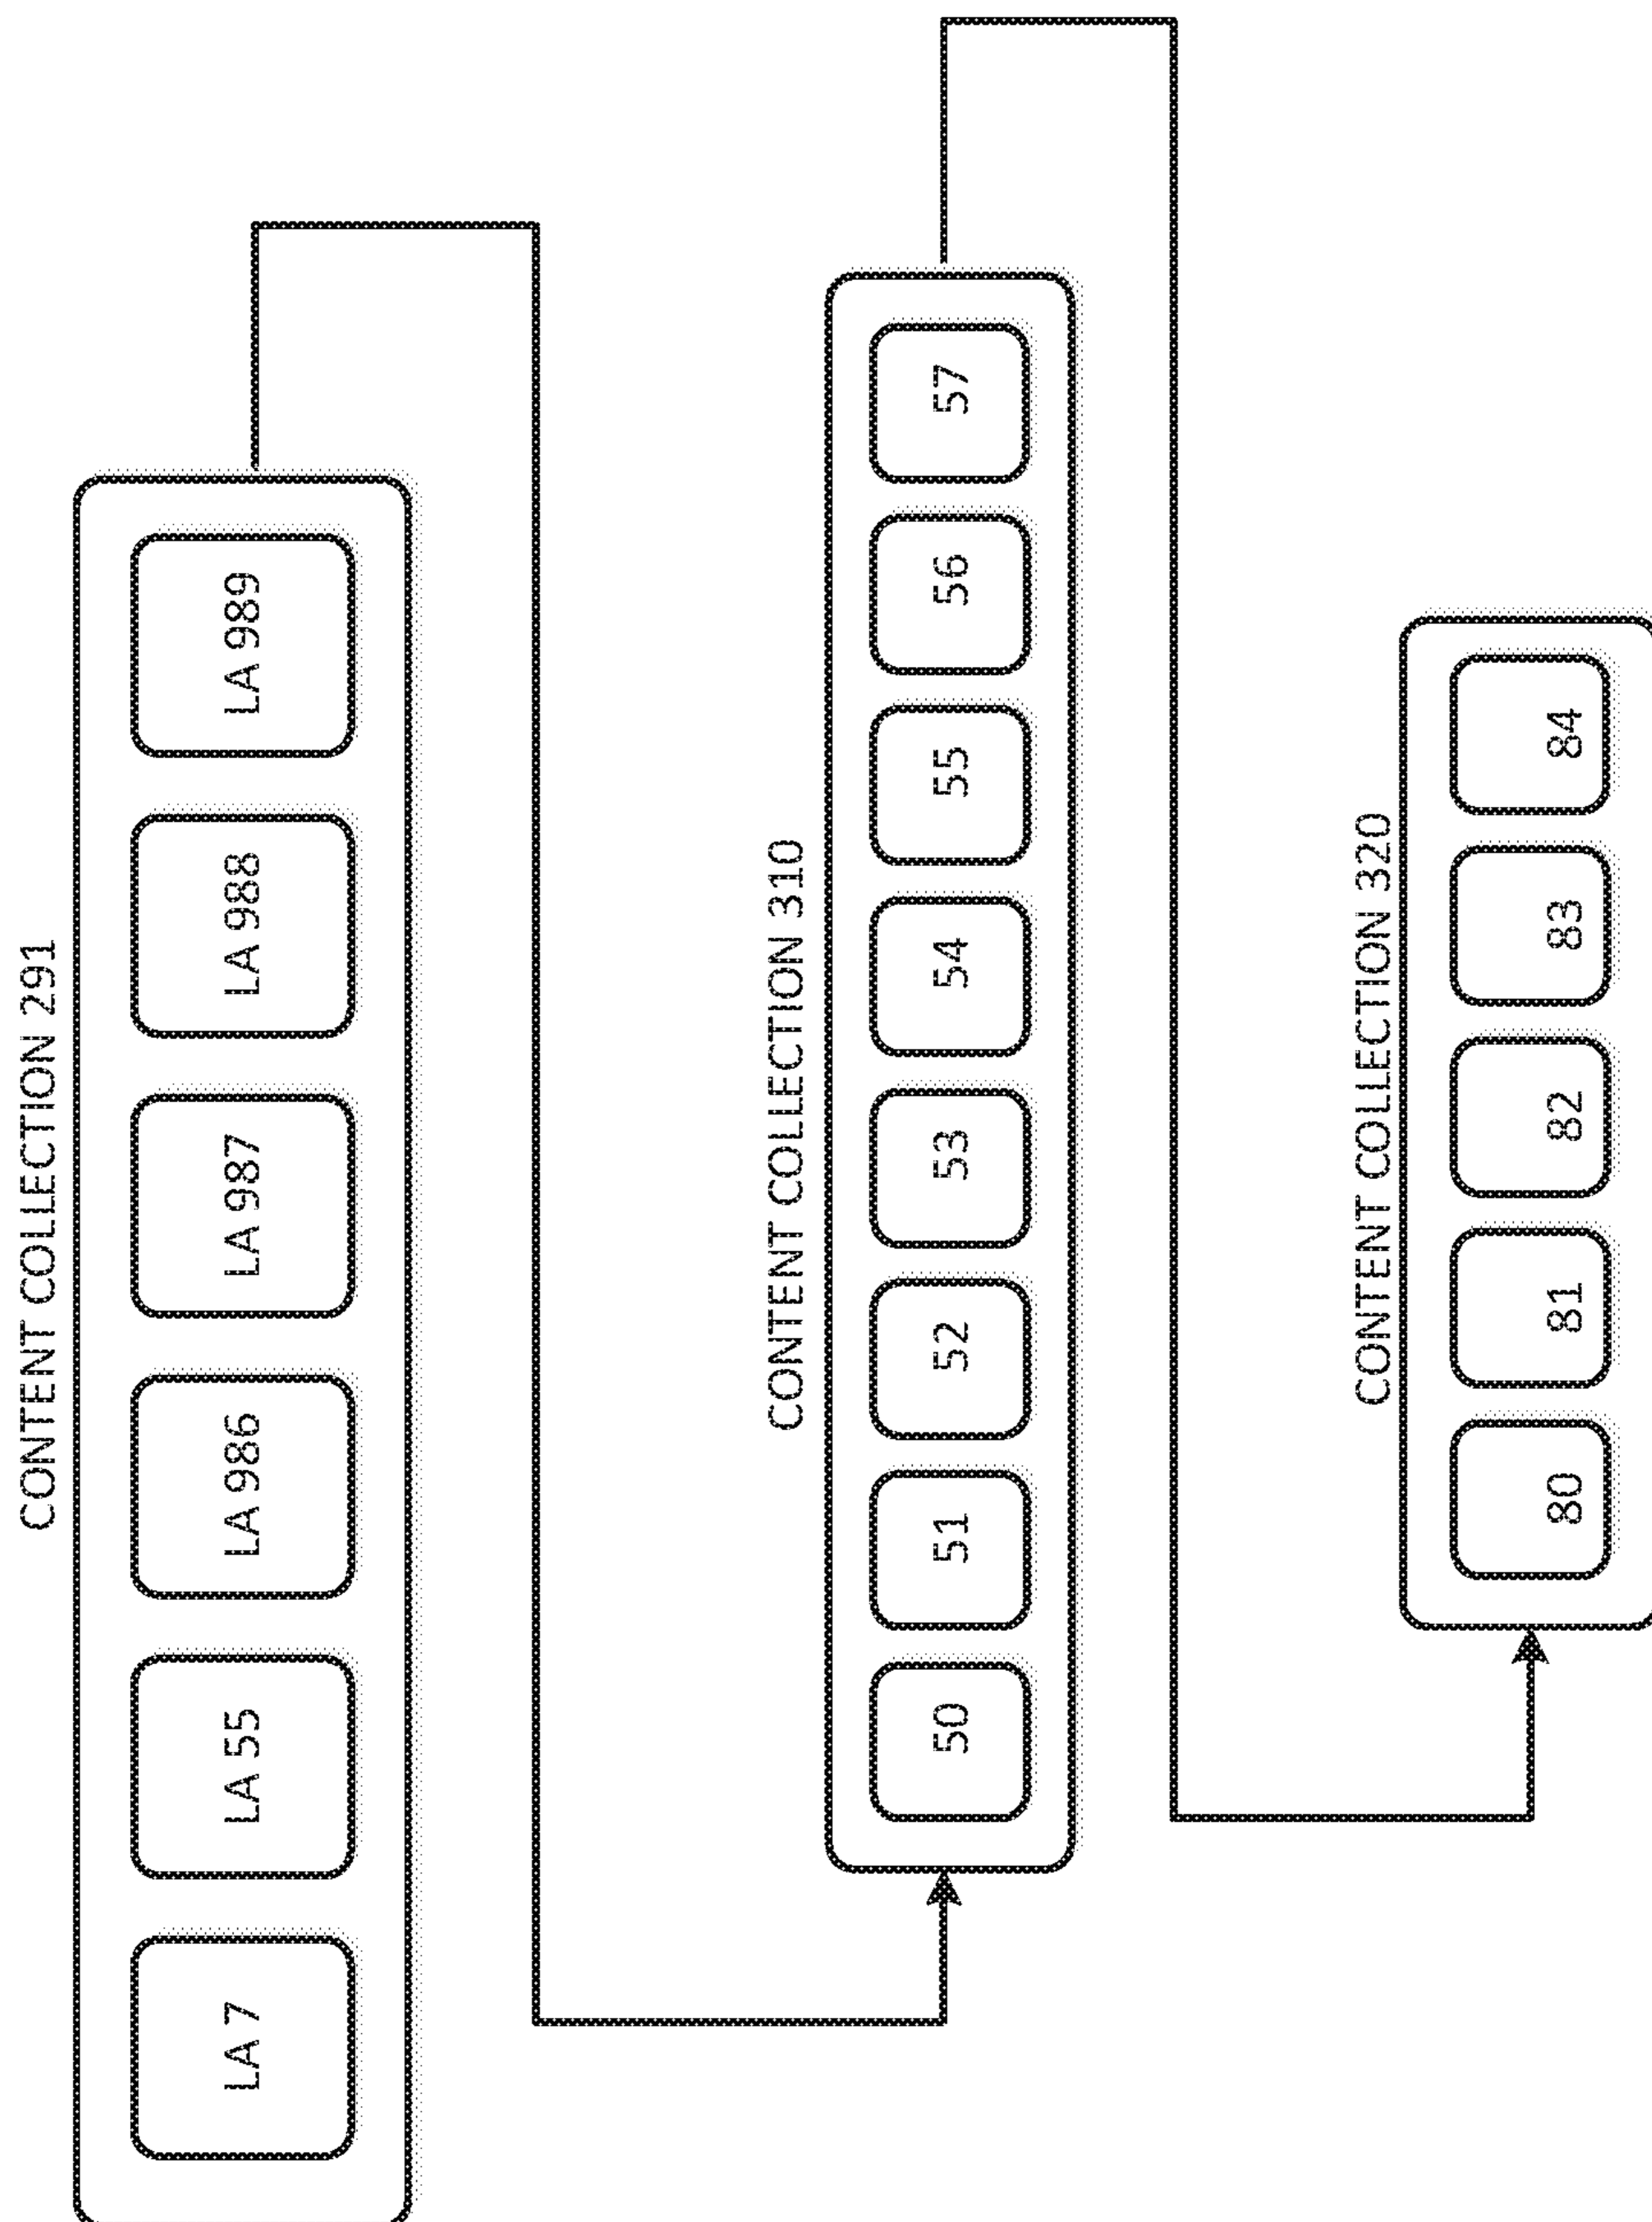 CONTENT COLLECTION 291
LA 7
LA 55
LA 986
LA 987
LA 988
LA 989
CONTENT COLLECTION 310
50
51
52
53
54
55
56
57
CONTENT COLLECTION 320
80
81
82
83
84